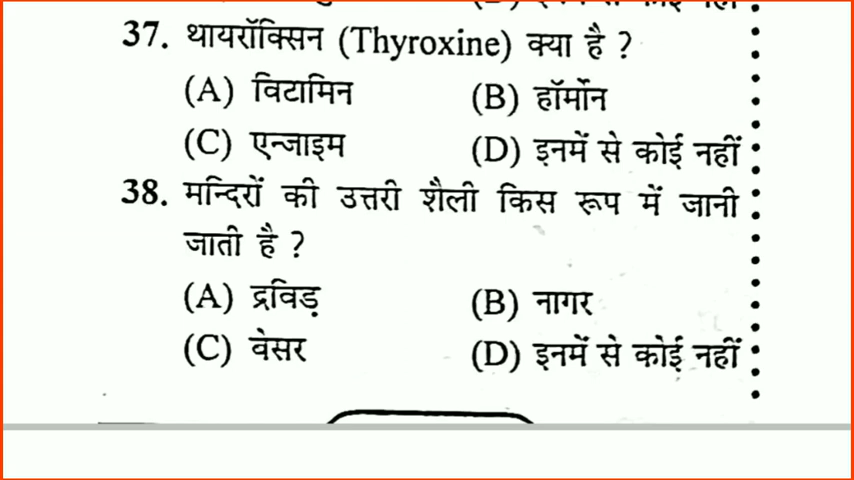 37. थायरॉक्सिन (Thyroxine) क्या है ?
(A) विटामिन (B) हॉर्मोन
(C) एन्जाइम (D) इनमें से कोई नहीं
38. मन्दिरों की उत्तरी शैली किस रूप में जानी
जाती है ?
(A) द्रविड़ (B) नागर
(C) वेसर (D) इनमें से कोई नहीं